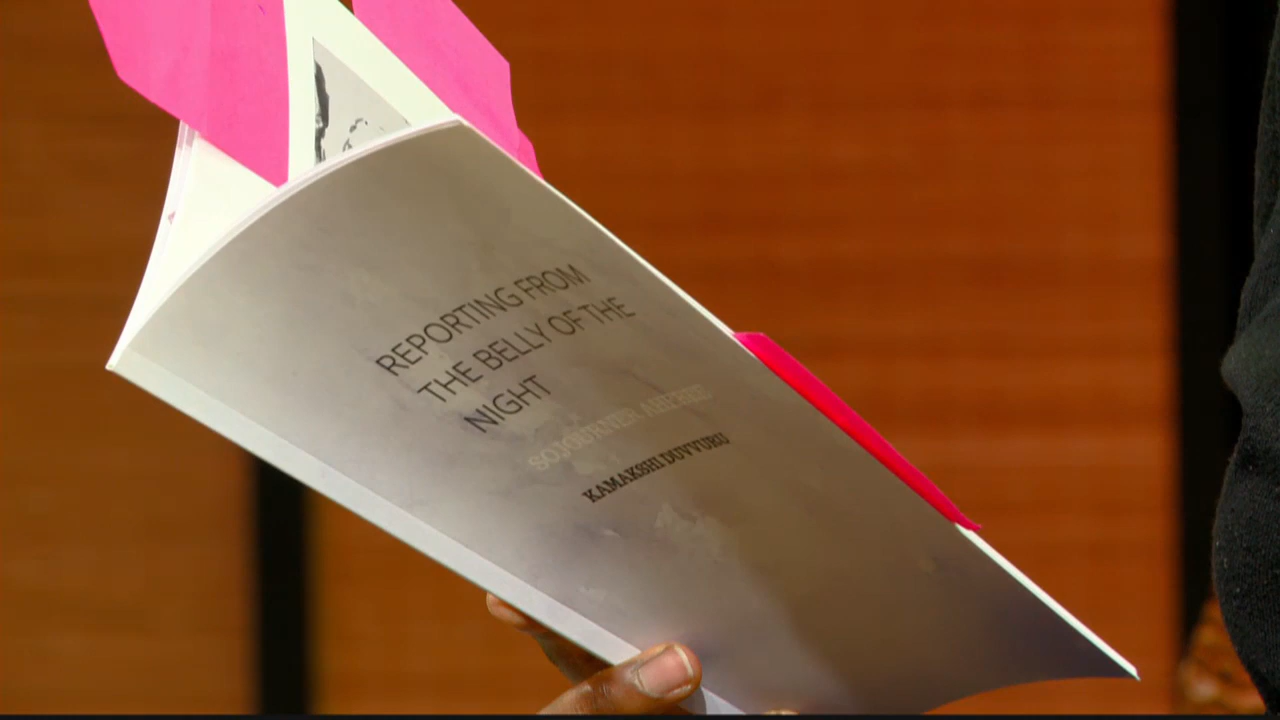 REPORTING FROM
THE BELLY OF THE
NIGHT
SOJOURNER AHEBEE
KAMAKSHI DUVVURU